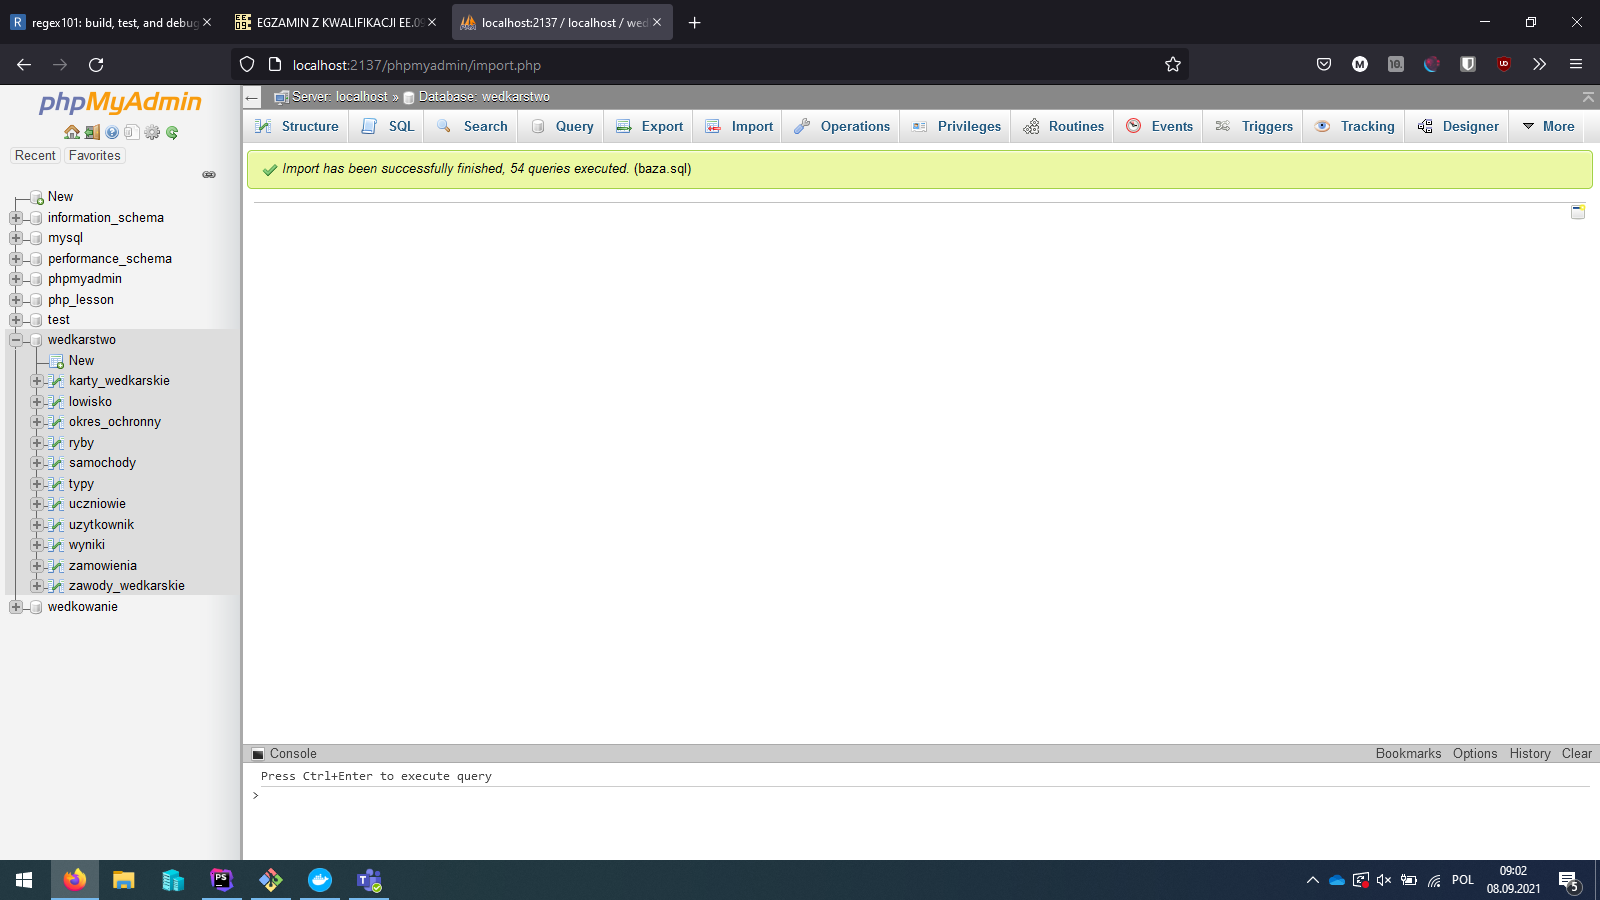 regex101: build, test, and debug
EGZAMIN Z KWALIFIKACJI EE.09
localhost:2137 / localhost / wed
localhost:2137/phpmyadmin/import.php
phpMyAdmin
Recent
Favorites
New
information_schema
mysql
performance_schema
phpmyadmin
php_lesson
test
wedkarstwo
New
karty_wedkarskie
lowisko
okres_ochronny
ryby
samochody
typy
uczniowie
uzytkownik
wyniki
zamowienia
zawody_wedkarskie
wedkowanie
Server: localhost » Database: wedkarstwo
Structure SQL Search Query Export Import Operations Privileges Routines Events Triggers Tracking Designer More
Import has been successfully finished, 54 queries executed. (baza.sql)
Console
Bookmarks Options History Clear
Press Ctrl+Enter to execute query
>
POL
09:02
08.09.2021
5